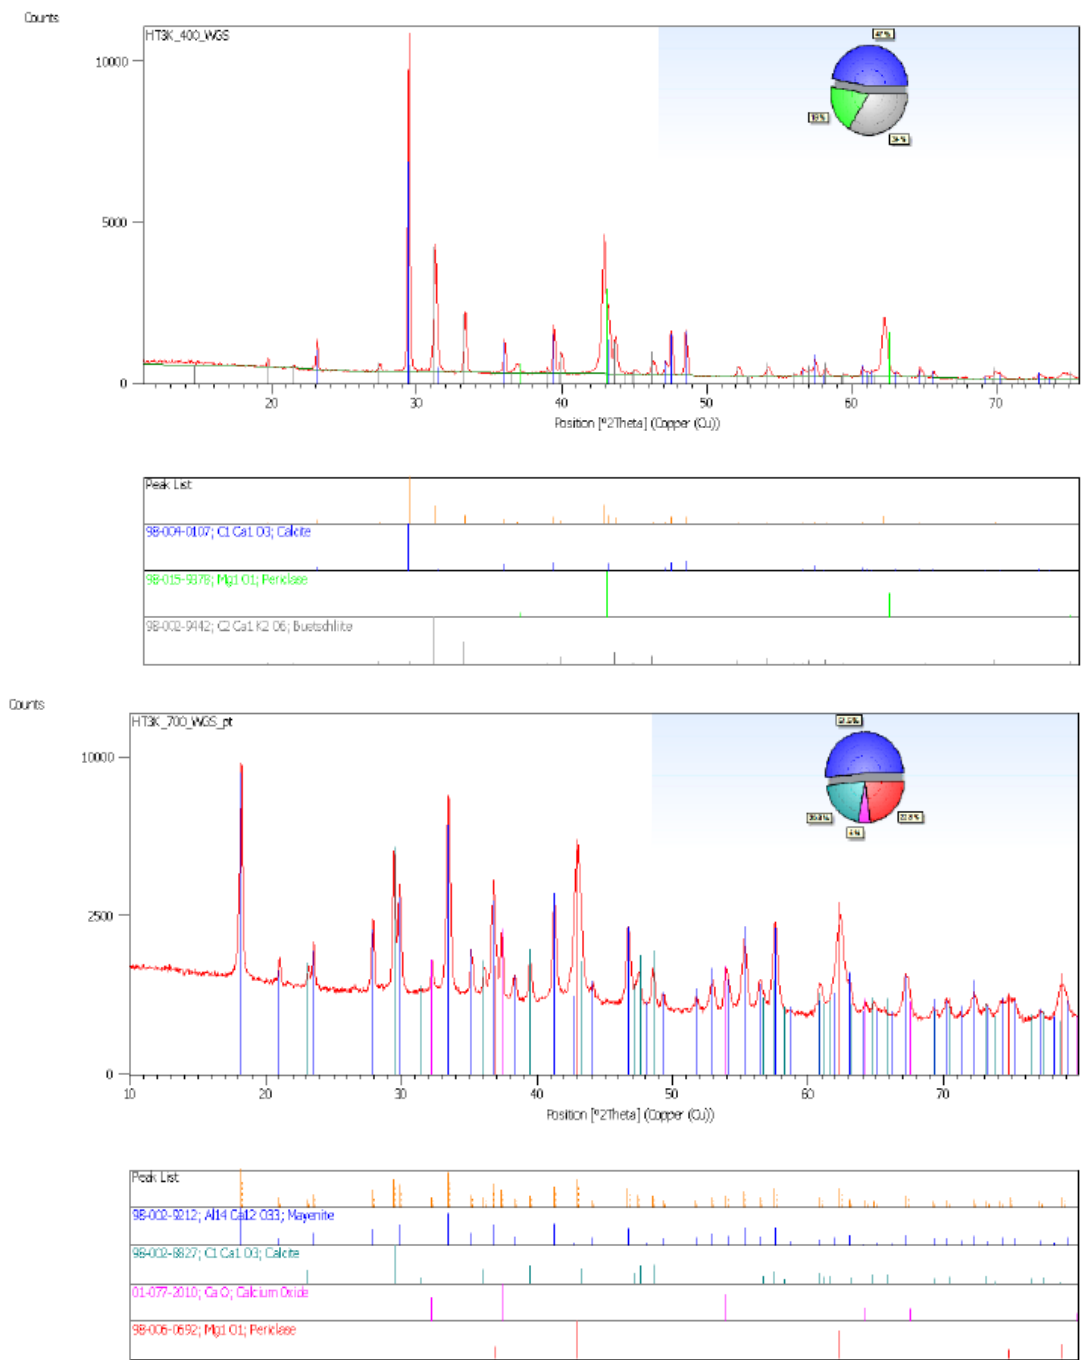 Counts
HT3K_400_WGS
10000
5000
0
20 30 40 50 60 70
Position [°2Theta] (Copper (Cu))
Peak List
98-004-0107; C1 Ca1 O3; Calcite
98-015-9378; Mg1 O1; Periclase
98-002-9442; C2 Ca1 K2 O6; Buetschliite
Counts
HT3K_700_WGS_pt
10000
2500
0
10 20 30 40 50 60 70
Position [°2Theta] (Copper (Cu))
Peak List
98-002-9212; Al14 Ca12 O33; Mayenite
98-002-8827; C1 Ca1 O3; Calcite
01-077-2010; Ca O; Calcium Oxide
98-006-0692; Mg1 O1; Periclase